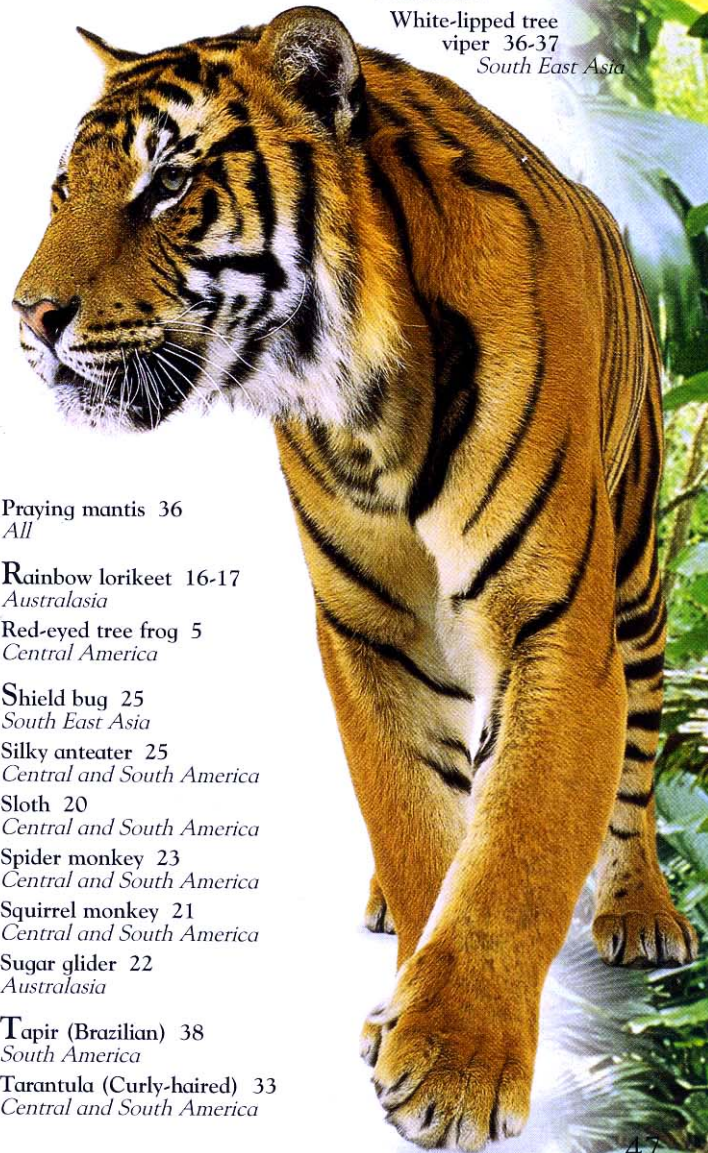 White-lipped tree
viper 36-37
South East Asia
Praying mantis 36
All
Rainbow lorikeet 16-17
Australasia
Red-eyed tree frog 5
Central America
Shield bug 25
South East Asia
Silky anteater 25
Central and South America
Sloth 20
Central and South America
Spider monkey 23
Central and South America
Squirrel monkey 21
Central and South America
Sugar glider 22
Australasia
Tapir (Brazilian) 38
South America
Tarantula (Curly-haired) 33
Central and South America
47